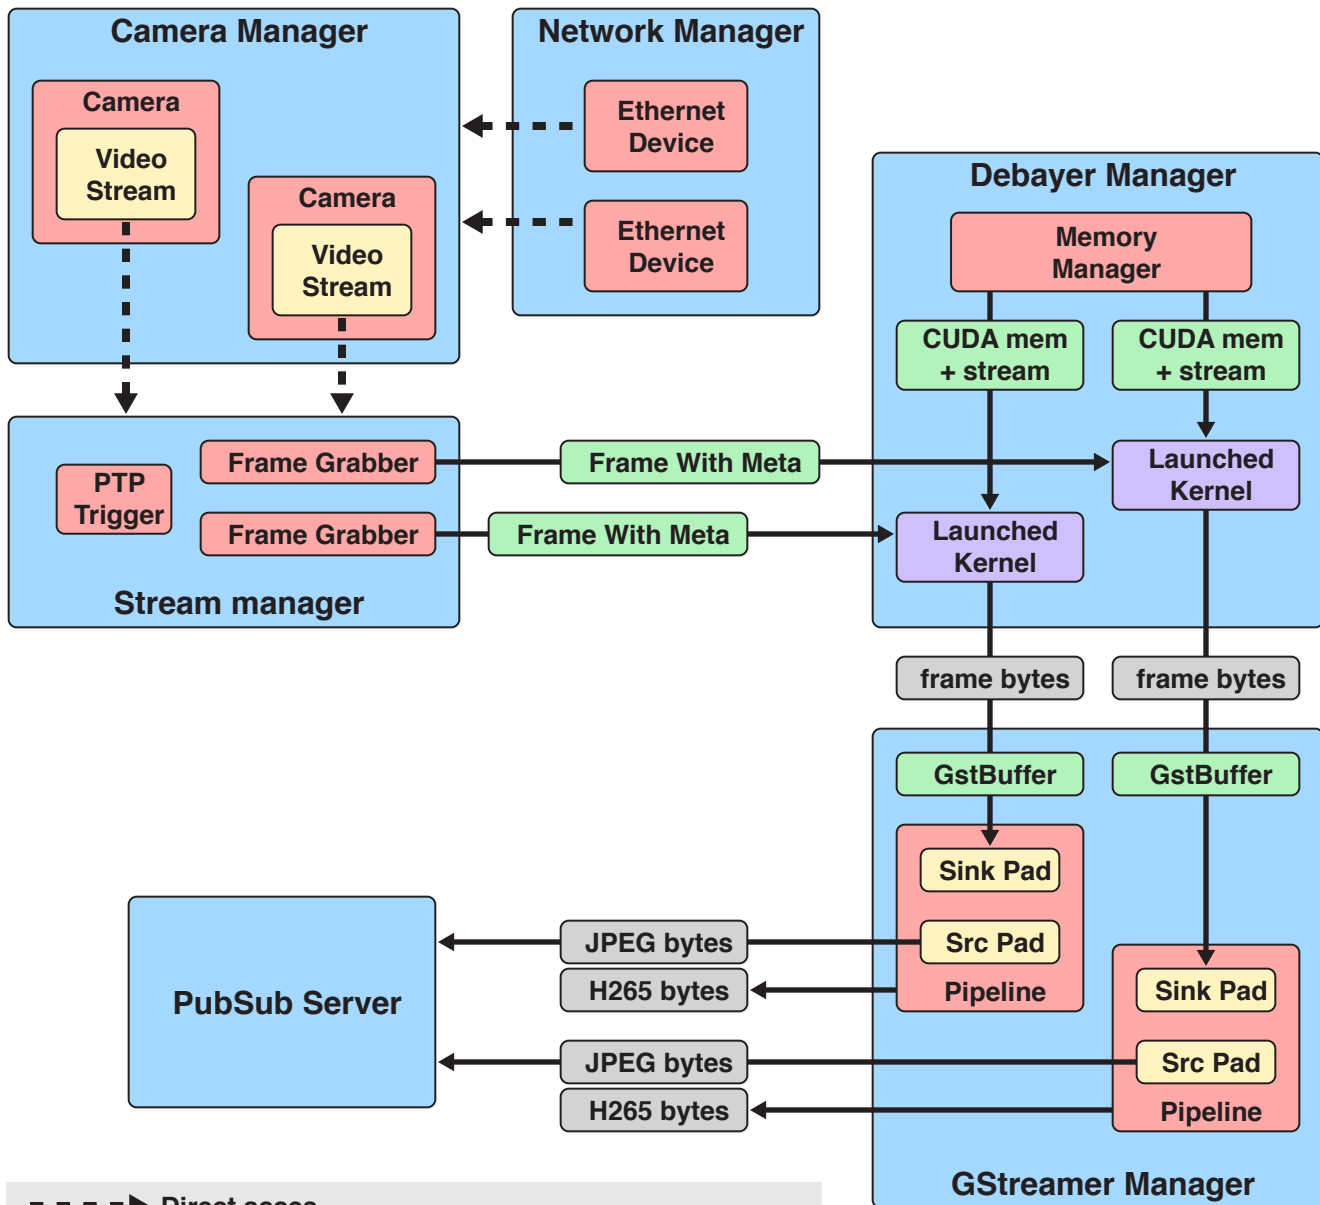 Camera Manager
Camera
Video
Stream
Camera
Video
Stream
Network Manager
Ethernet
Device
Ethernet
Device
Debayer Manager
Memory
Manager
CUDA mem
+ stream
CUDA mem
+ stream
Launched
Kernel
Launched
Kernel
PTP
Trigger
Frame Grabber
Frame Grabber
Stream manager
Frame With Meta
Frame With Meta
frame bytes
frame bytes
GstBuffer
GstBuffer
Sink Pad
Src Pad
Pipeline
Sink Pad
Src Pad
Pipeline
GStreamer Manager
JPEG bytes
H265 bytes
JPEG bytes
H265 bytes
PubSub Server
Direct acces